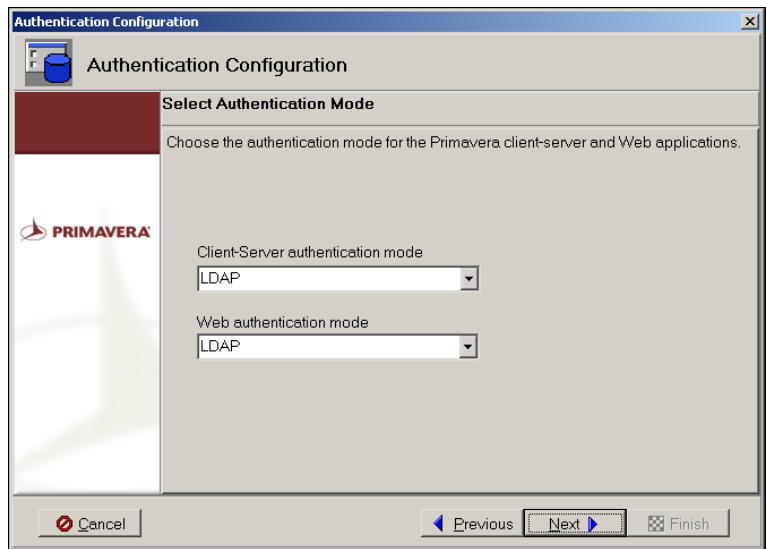 Authentication Configuration
Authentication Configuration
Select Authentication Mode
Choose the authentication mode for the Primavera client-server and Web applications.
PRIMAVERA
Client-Server authentication mode
LDAP
Web authentication mode
LDAP
Cancel
Previous
Next
Finish